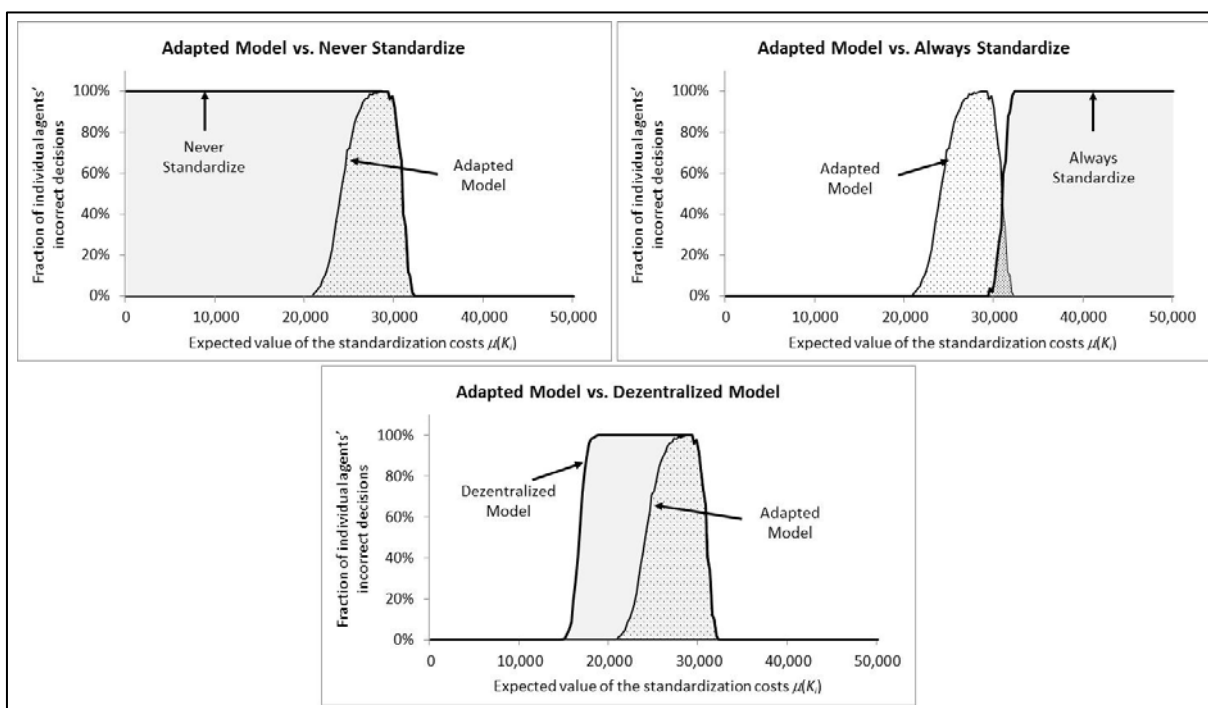 Adapted Model vs. Never Standardize
Fraction of individual agents'
incorrect decisions
100%
80%
60%
40%
20%
0%
Never
Standardize
Adapted
Model
0
10,000
20,000
30,000
40,000
50,000
Expected value of the standardization costs μ(Ki)
Adapted Model vs. Always Standardize
Fraction of individual agents'
incorrect decisions
100%
80%
60%
40%
20%
0%
Adapted
Model
Always
Standardize
0
10,000
20,000
30,000
40,000
50,000
Expected value of the standardization costs μ(Ki)
Adapted Model vs. Dezentralized Model
Fraction of individual agents'
incorrect decisions
100%
80%
60%
40%
20%
0%
Dezentralized
Model
Adapted
Model
0
10,000
20,000
30,000
40,000
50,000
Expected value of the standardization costs μ(Ki)